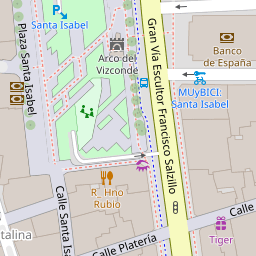 Santa Isabel
Plaza Santa Isabel
Arco del
Vizconde
Gran Vía Escultor Francisco Salzillo
Banco
de España
MUyBICI:
Santa Isabel
R. Hno
Rubio
Calle Santa Is
talina
Calle Platería
Calle
Tiger